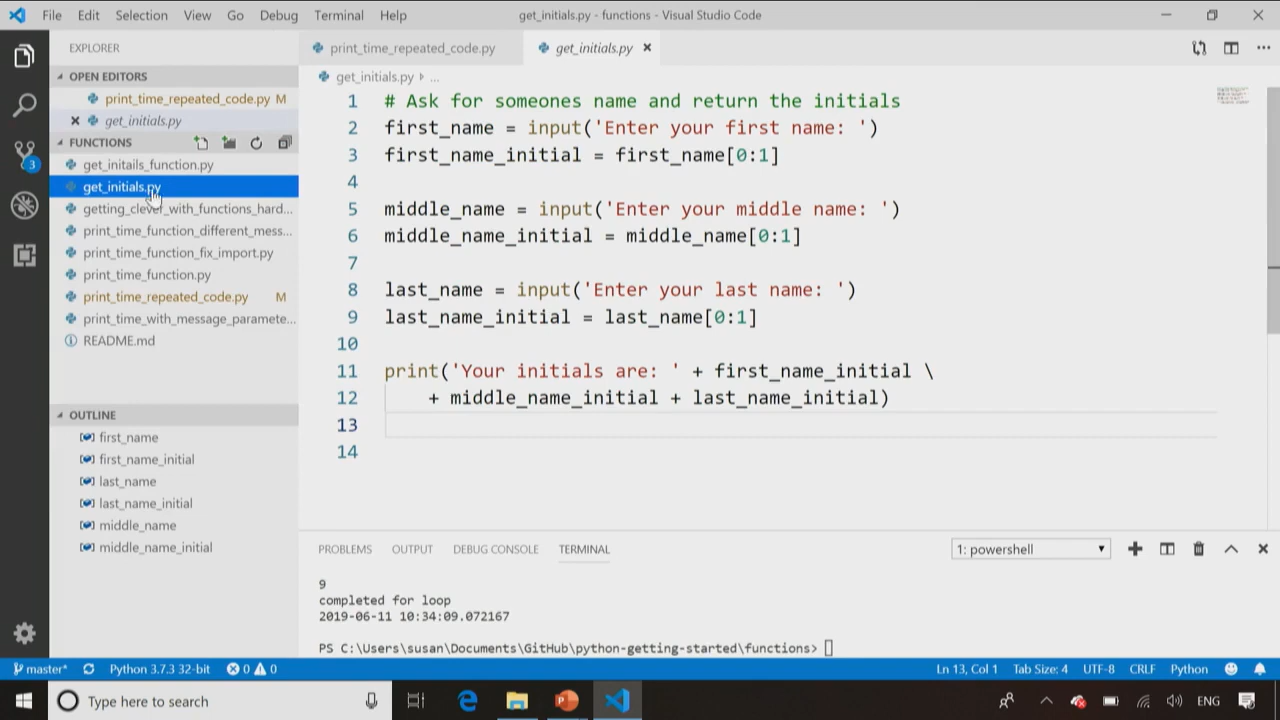 File Edit Selection View Go Debug Terminal Help get_initials.py - functions - Visual Studio Code
EXPLORER
OPEN EDITORS
print_time_repeated_code.py M
get_initials.py
FUNCTIONS
get_initails_function.py
get_initials.py
getting_clever_with_functions_hard...
print_time_function_different_mess...
print_time_function_fix_import.py
print_time_function.py
print_time_repeated_code.py M
print_time_with_message_paramete...
README.md
OUTLINE
first_name
first_name_initial
last_name
last_name_initial
middle_name
middle_name_initial
print_time_repeated_code.py get_initials.py
get_initials.py ...
1 # Ask for someones name and return the initials
2 first_name = input('Enter your first name: ')
3 first_name_initial = first_name[0:1]
4
5 middle_name = input('Enter your middle name: ')
6 middle_name_initial = middle_name[0:1]
7
8 last_name = input('Enter your last name: ')
9 last_name_initial = last_name[0:1]
10
11 print('Your initials are: ' + first_name_initial \
12 + middle_name_initial + last_name_initial)
13
14
PROBLEMS OUTPUT DEBUG CONSOLE TERMINAL 1: powershell
9
completed for loop
2019-06-11 10:34:09.072167
PS C:\Users\susan\Documents\GitHub\python-getting-started\functions>
3
master* Python 3.7.3 32-bit 0 0 Ln 13, Col 1 Tab Size: 4 UTF-8 CRLF Python
Type here to search ENG